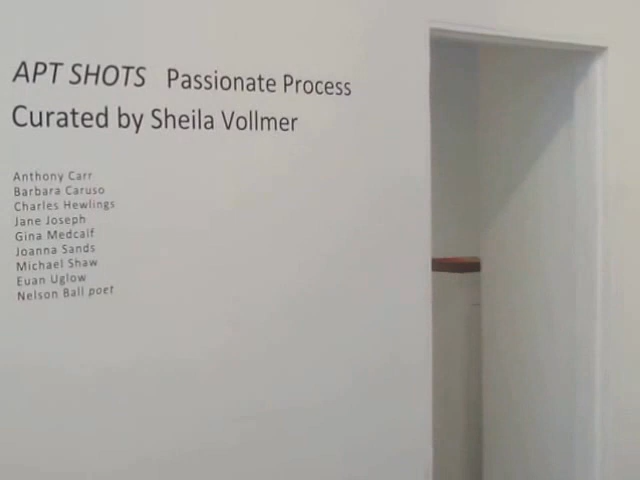 APT SHOTS Passionate Process
Curated by Sheila Vollmer
Anthony Carr
Barbara Caruso
Charles Hewlings
Jane Joseph
Gina Medcalf
Joanna Sands
Michael Shaw
Euan Uglow
Nelson Ball poet